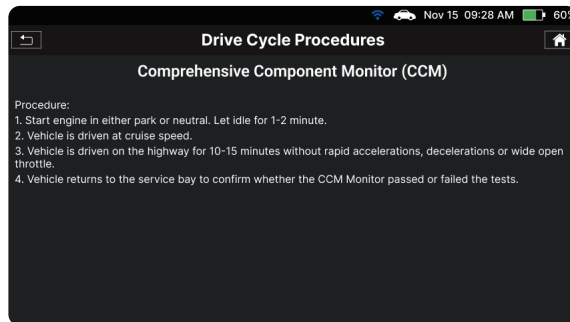 Nov 15 09:28 AM 60%
Drive Cycle Procedures
Comprehensive Component Monitor (CCM)
Procedure:
1. Start engine in either park or neutral. Let idle for 1-2 minute.
2. Vehicle is driven at cruise speed.
3. Vehicle is driven on the highway for 10-15 minutes without rapid accelerations, decelerations or wide open
throttle.
4. Vehicle returns to the service bay to confirm whether the CCM Monitor passed or failed the tests.